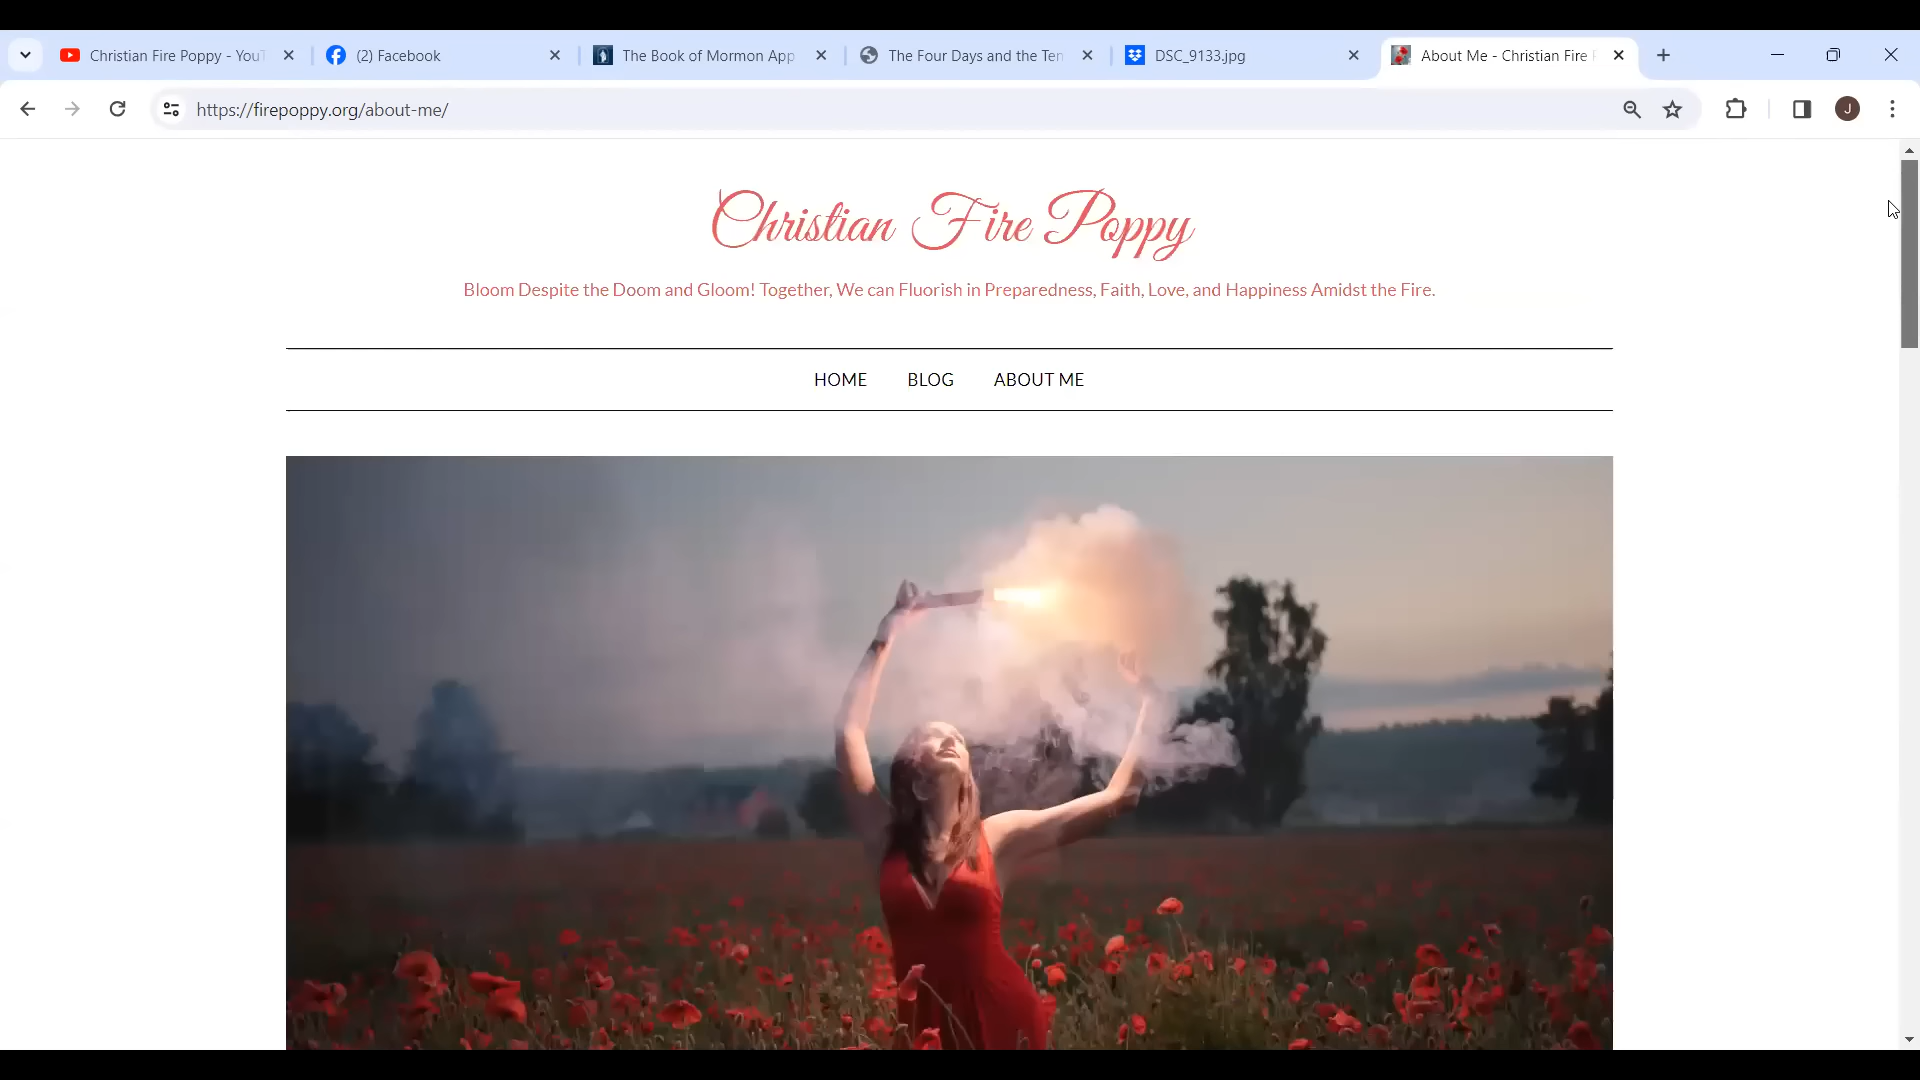 Christian Fire Poppy - YouT
(2) Facebook
The Book of Mormon App
The Four Days and the Ten
DSC_9133.jpg
About Me - Christian Fire P
https://firepoppy.org/about-me/
J
Christian Fire Poppy
Bloom Despite the Doom and Gloom! Together, We can Fluorish in Preparedness, Faith, Love, and Happiness Amidst the Fire.
HOME BLOG ABOUT ME